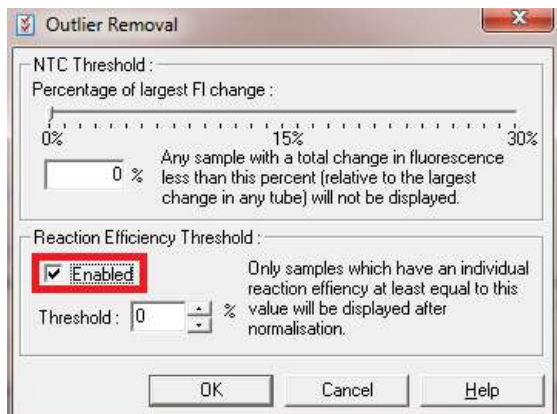 Outlier Removal
NTC Threshold :
Percentage of largest Fl change :
0% 15% 30%
0 %
Any sample with a total change in fluorescence
less than this percent (relative to the largest
change in any tube) will not be displayed.
Reaction Efficiency Threshold :
Enabled
Threshold : 0 %
Only samples which have an individual
reaction effiency at least equal to this
value will be displayed after
normalisation.
OK Cancel Help